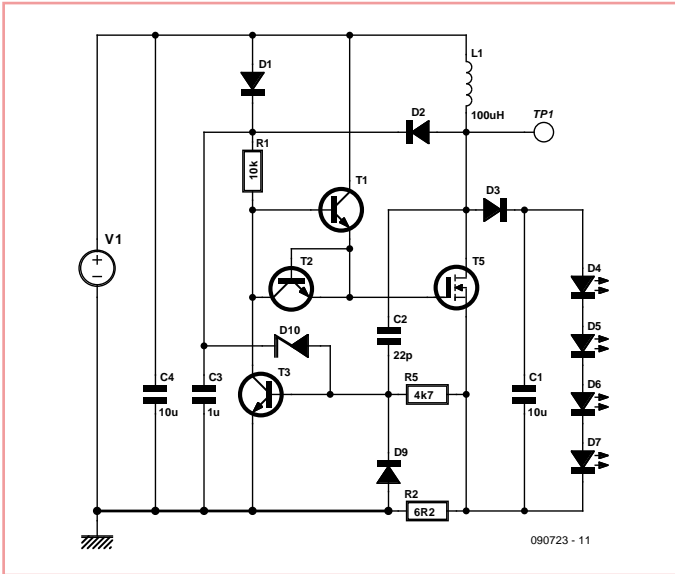 L1
100uH
D1
D2
TP1
R1
10k
T1
D3
V1
+
–
T2
T5
D4
D5
C2
22p
D10
T3
R5
4k7
D6
C4
10u
C3
1u
C1
10u
D7
D9
R2
6R2
090723 - 11